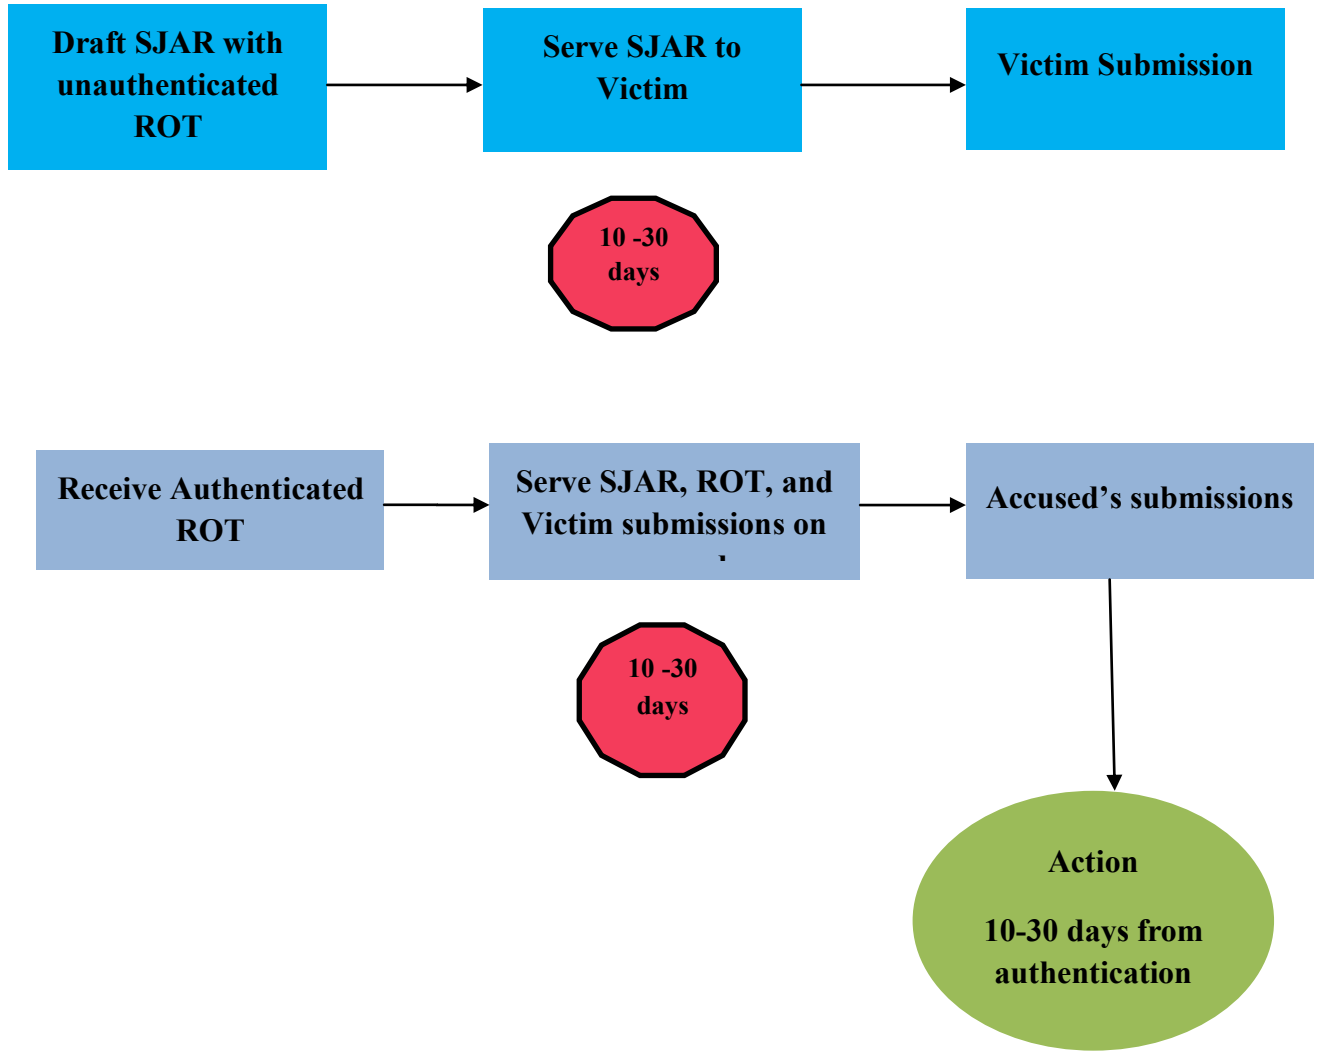 Draft SJAR with
unauthenticated
ROT
Serve SJAR to
Victim
Victim Submission
10 -30
days
Receive Authenticated
ROT
Serve SJAR, ROT, and
Victim submissions on
Accused’s submissions
10 -30
days
Action
10-30 days from
authentication